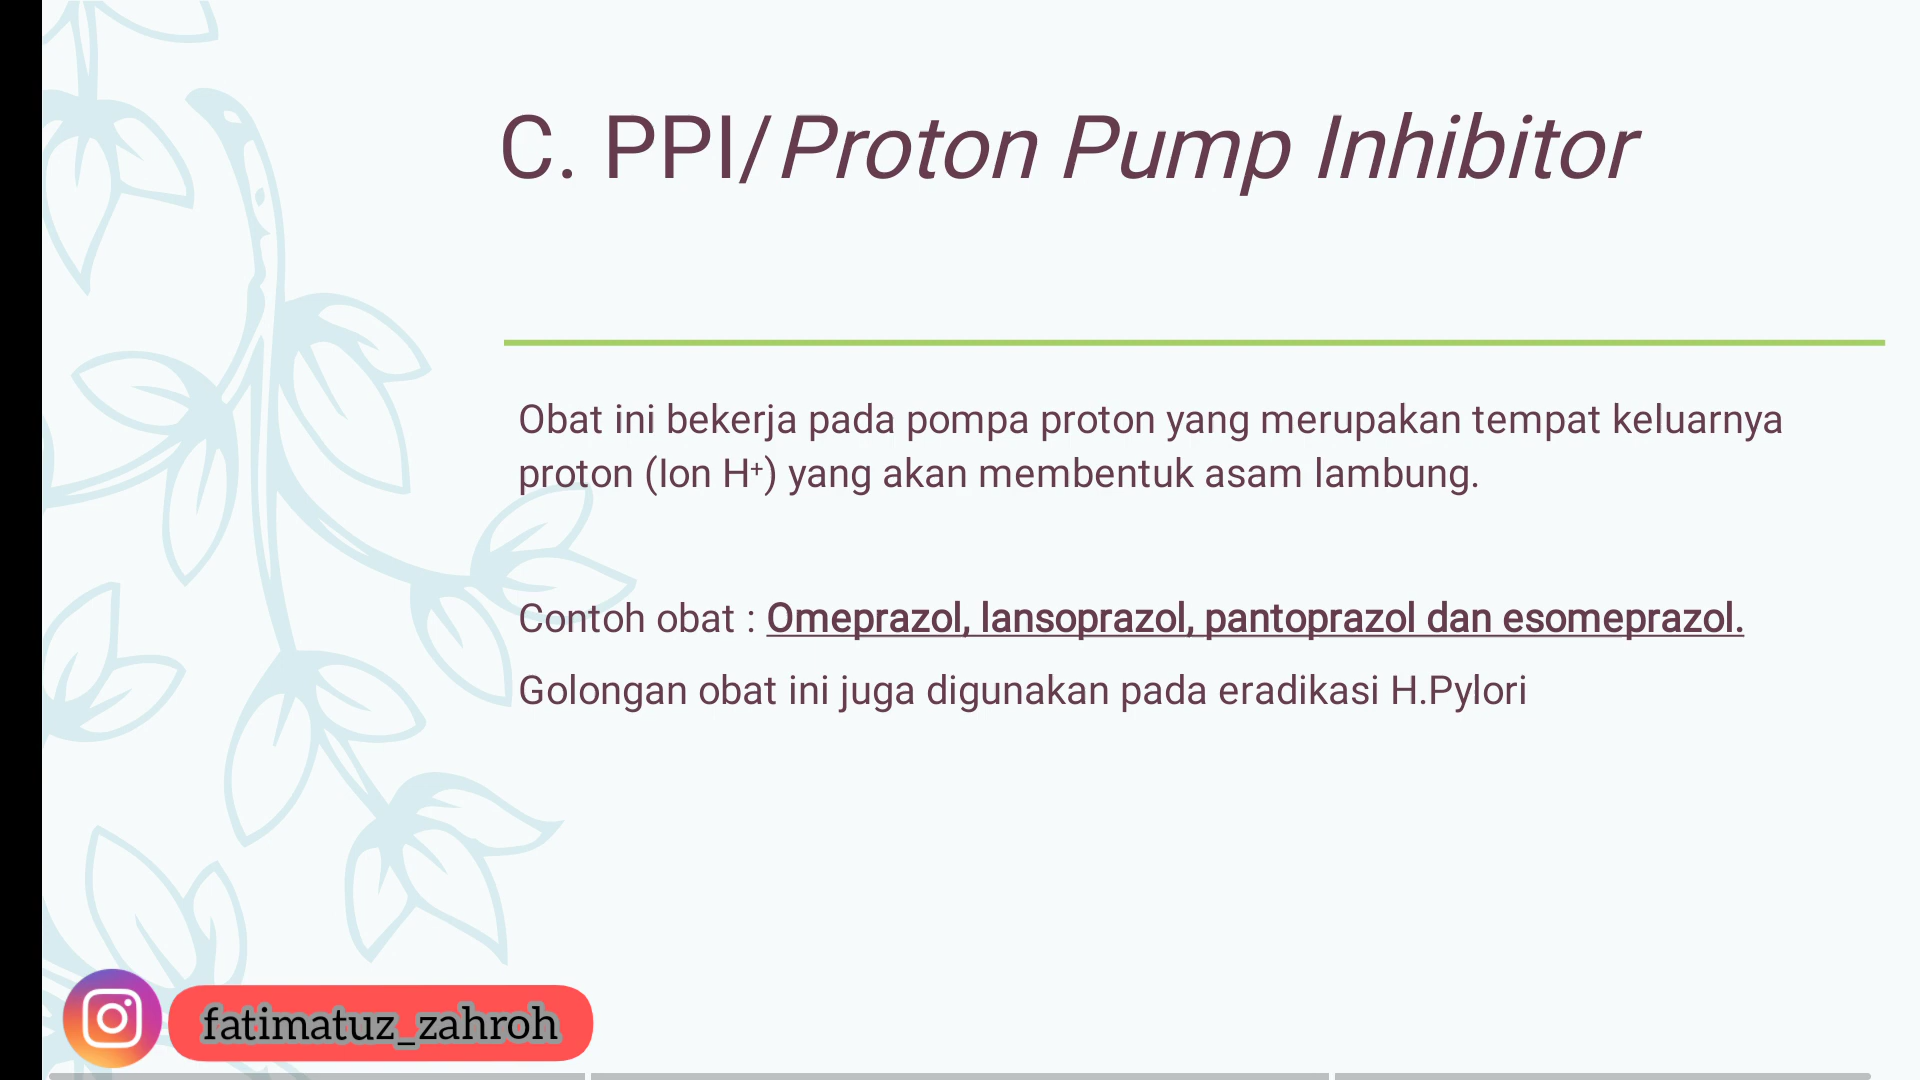 C. PPI/Proton Pump Inhibitor
Obat ini bekerja pada pompa proton yang merupakan tempat keluarnya
proton (Ion H⁺) yang akan membentuk asam lambung.
Contoh obat : Omeprazol, lansoprazol, pantoprazol dan esomeprazol.
Golongan obat ini juga digunakan pada eradikasi H.Pylori
fatimatuz_zahroh